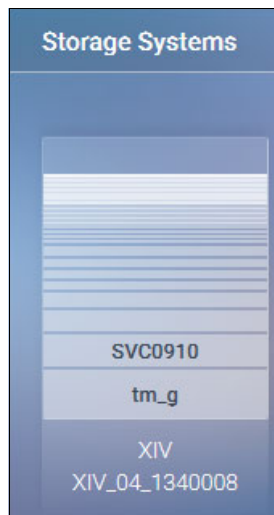 Storage Systems
SVC0910
tm_g
XIV
XIV_04_1340008